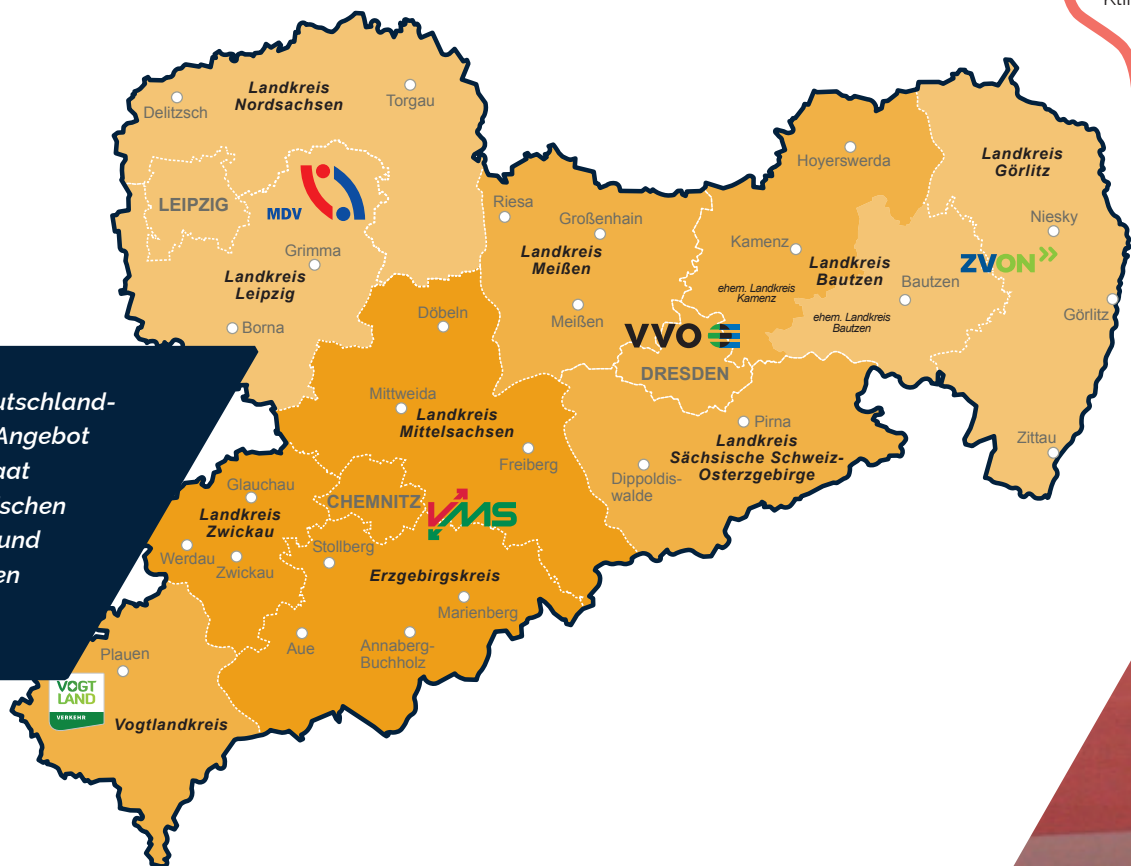 Landkreis
Nordsachsen
Delitzsch
Torgau
LEIPZIG
MDV
Grimma
Landkreis
Leipzig
Borna
Riesa
Großenhain
Landkreis
Meißen
Meißen
Hoyerswerda
Kamenz
Landkreis
Bautzen
ehem. Landkreis
Kamenz
ehem. Landkreis
Bautzen
Bautzen
Landkreis
Görlitz
Niesky
ZVON
Görlitz
Zittau
VVO
DRESDEN
Pirna
Landkreis
Sächsische Schweiz-
Osterzgebirge
Dippoldis-
walde
Döbeln
Mittweida
Landkreis
Mittelsachsen
Freiberg
CHEMNITZ
VMS
Glauchau
Landkreis
Zwickau
Werdau
Zwickau
Stollberg
Erzgebirgskreis
Marienberg
Aue
Annaberg-
Buchholz
Plauen
VOGT
LAND
VERKEHR
Vogtlandkreis
utschland-
Angebot
aat
ischen
und
en